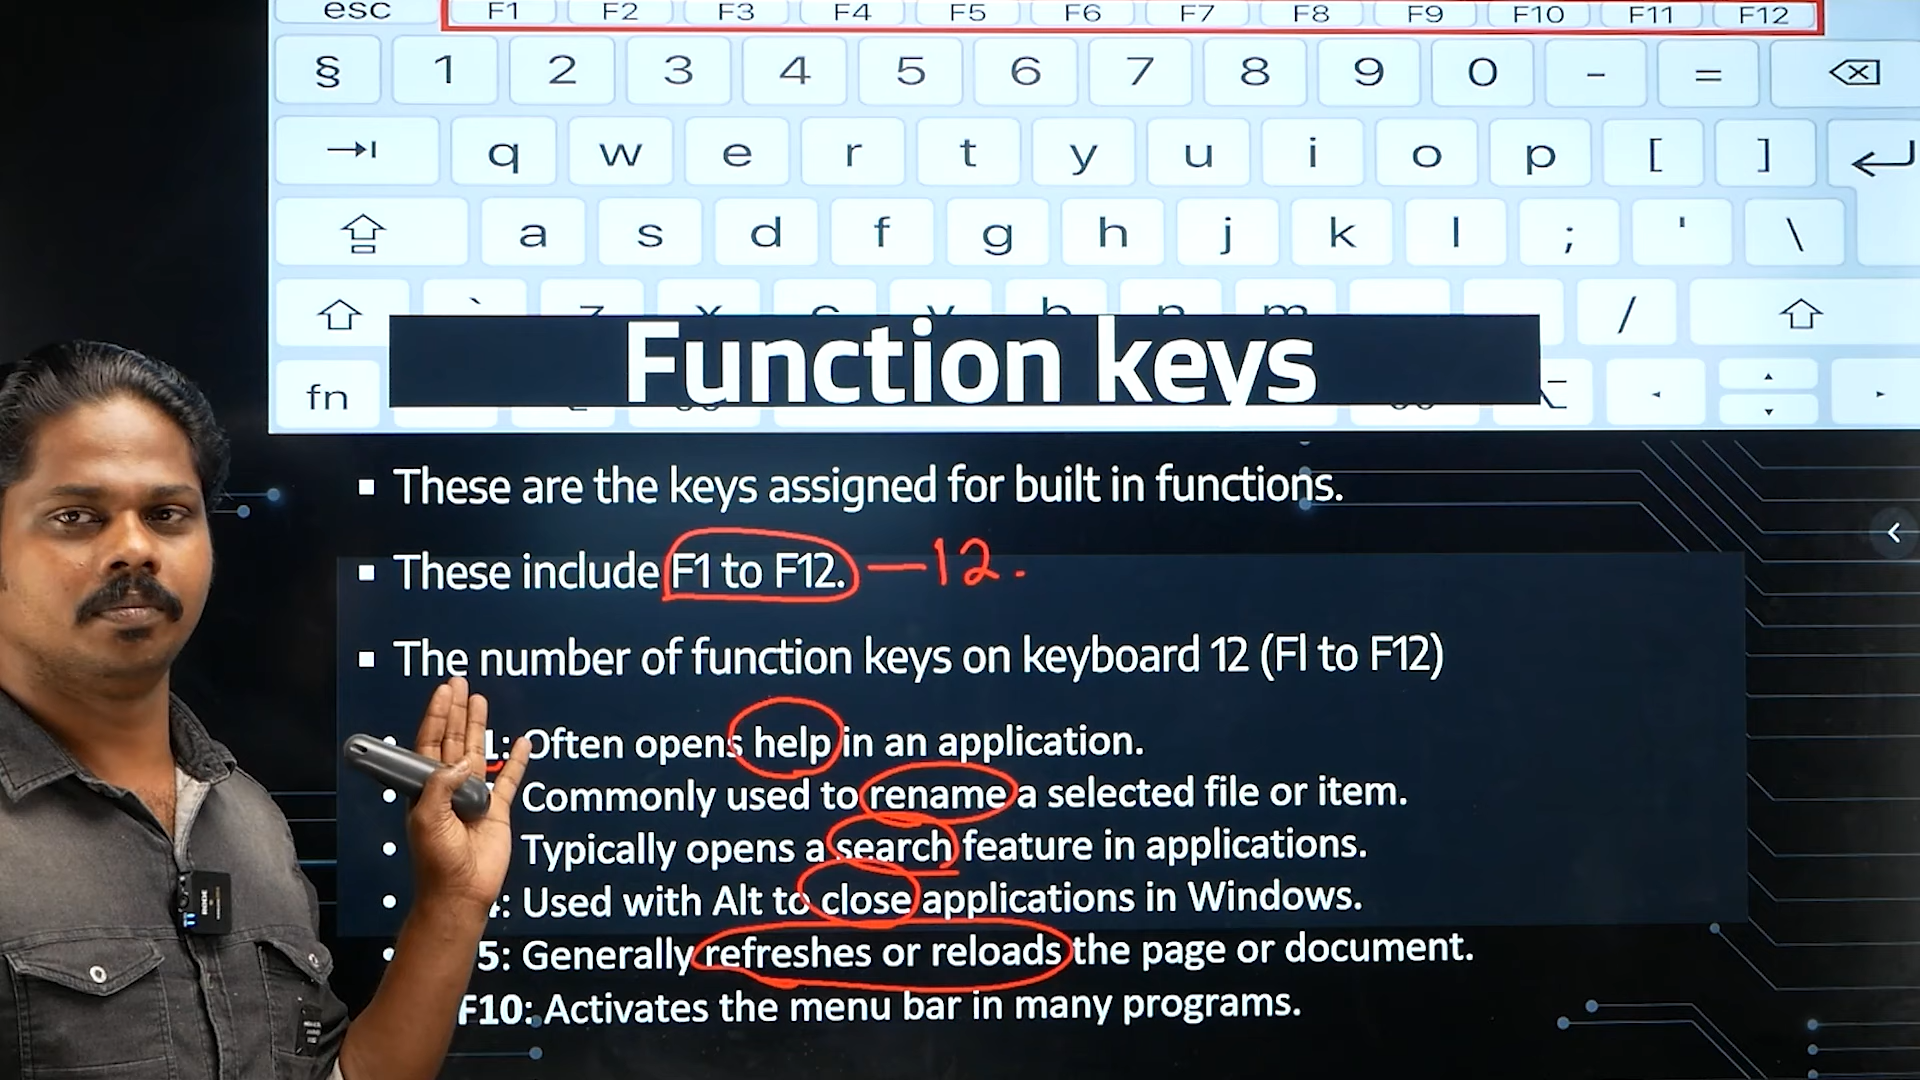 esc F1 F2 F3 F4 F5 F6 F7 F8 F9 F10 F11 F12
§ 1 2 3 4 5 6 7 8 9 0 - =
q w e r t y u i o p [ ]
a s d f g h j k l ; ' \
` z x c v b n m /
Function keys
fn
▪ These are the keys assigned for built in functions.
▪ These include F1 to F12. —12.
▪ The number of function keys on keyboard 12 (Fl to F12)
• 1: Often opens help in an application.
• Commonly used to rename a selected file or item.
• Typically opens a search feature in applications.
• 4: Used with Alt to close applications in Windows.
• 5: Generally refreshes or reloads the page or document.
F10: Activates the menu bar in many programs.
RODE